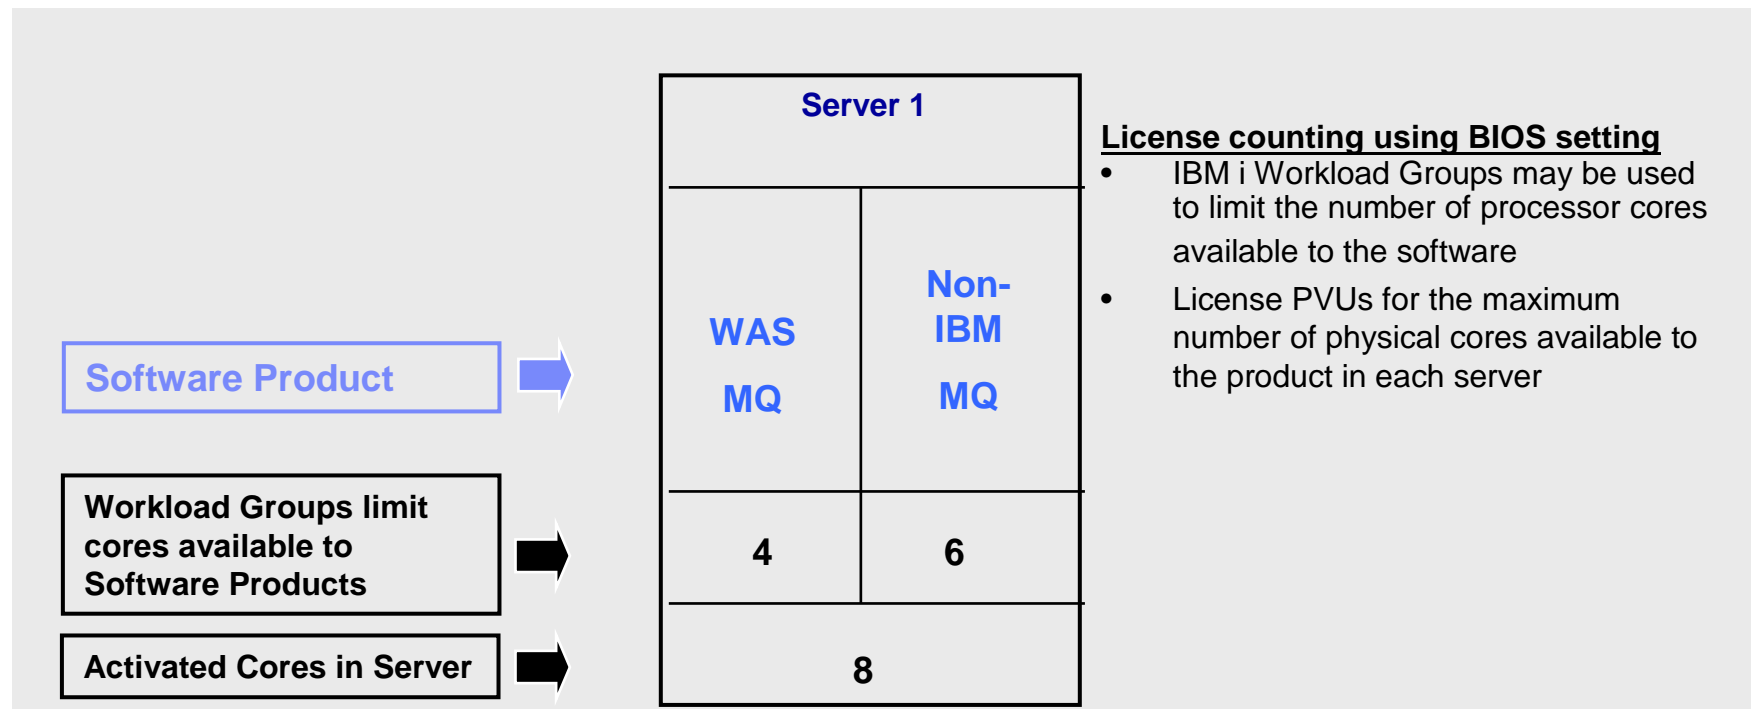 Server 1
License counting using BIOS setting
• IBM i Workload Groups may be used
to limit the number of processor cores
available to the software
• License PVUs for the maximum
number of physical cores available to
the product in each server
Software Product
WAS
MQ
Non-
IBM
MQ
Workload Groups limit
cores available to
Software Products
4
6
Activated Cores in Server
8